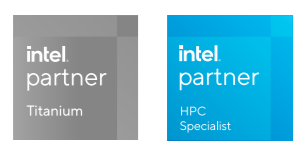 intel.
partner
Titanium
intel.
partner
HPC
Specialist